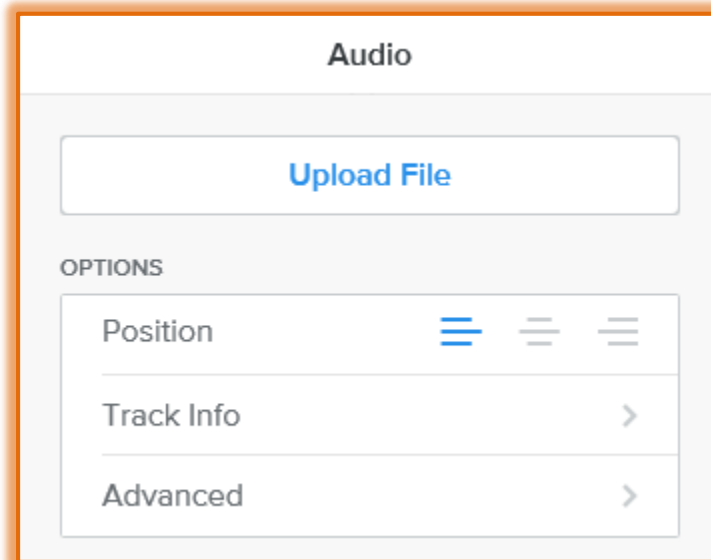 Audio
Upload File
OPTIONS
Position
Track Info
Advanced